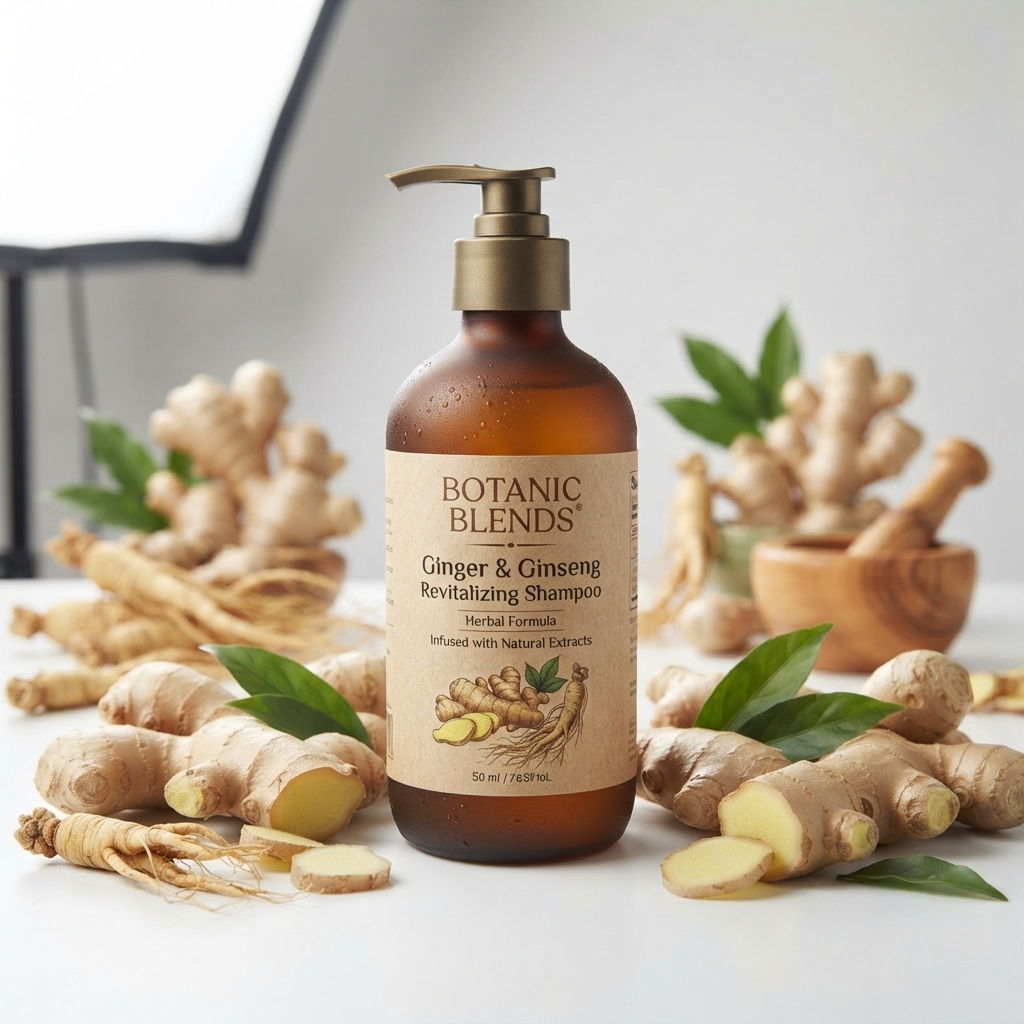 BOTANIC
BLENDS®
Ginger & Ginseng
Revitalizing Shampoo
Herbal Formula
Infused with Natural Extracts
50 ml /